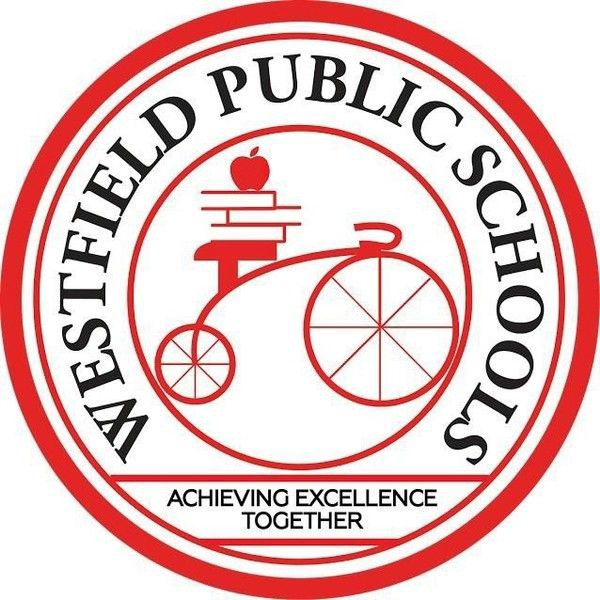 WESTFIELD PUBLIC SCHOOLS
ACHIEVING EXCELLENCE
TOGETHER